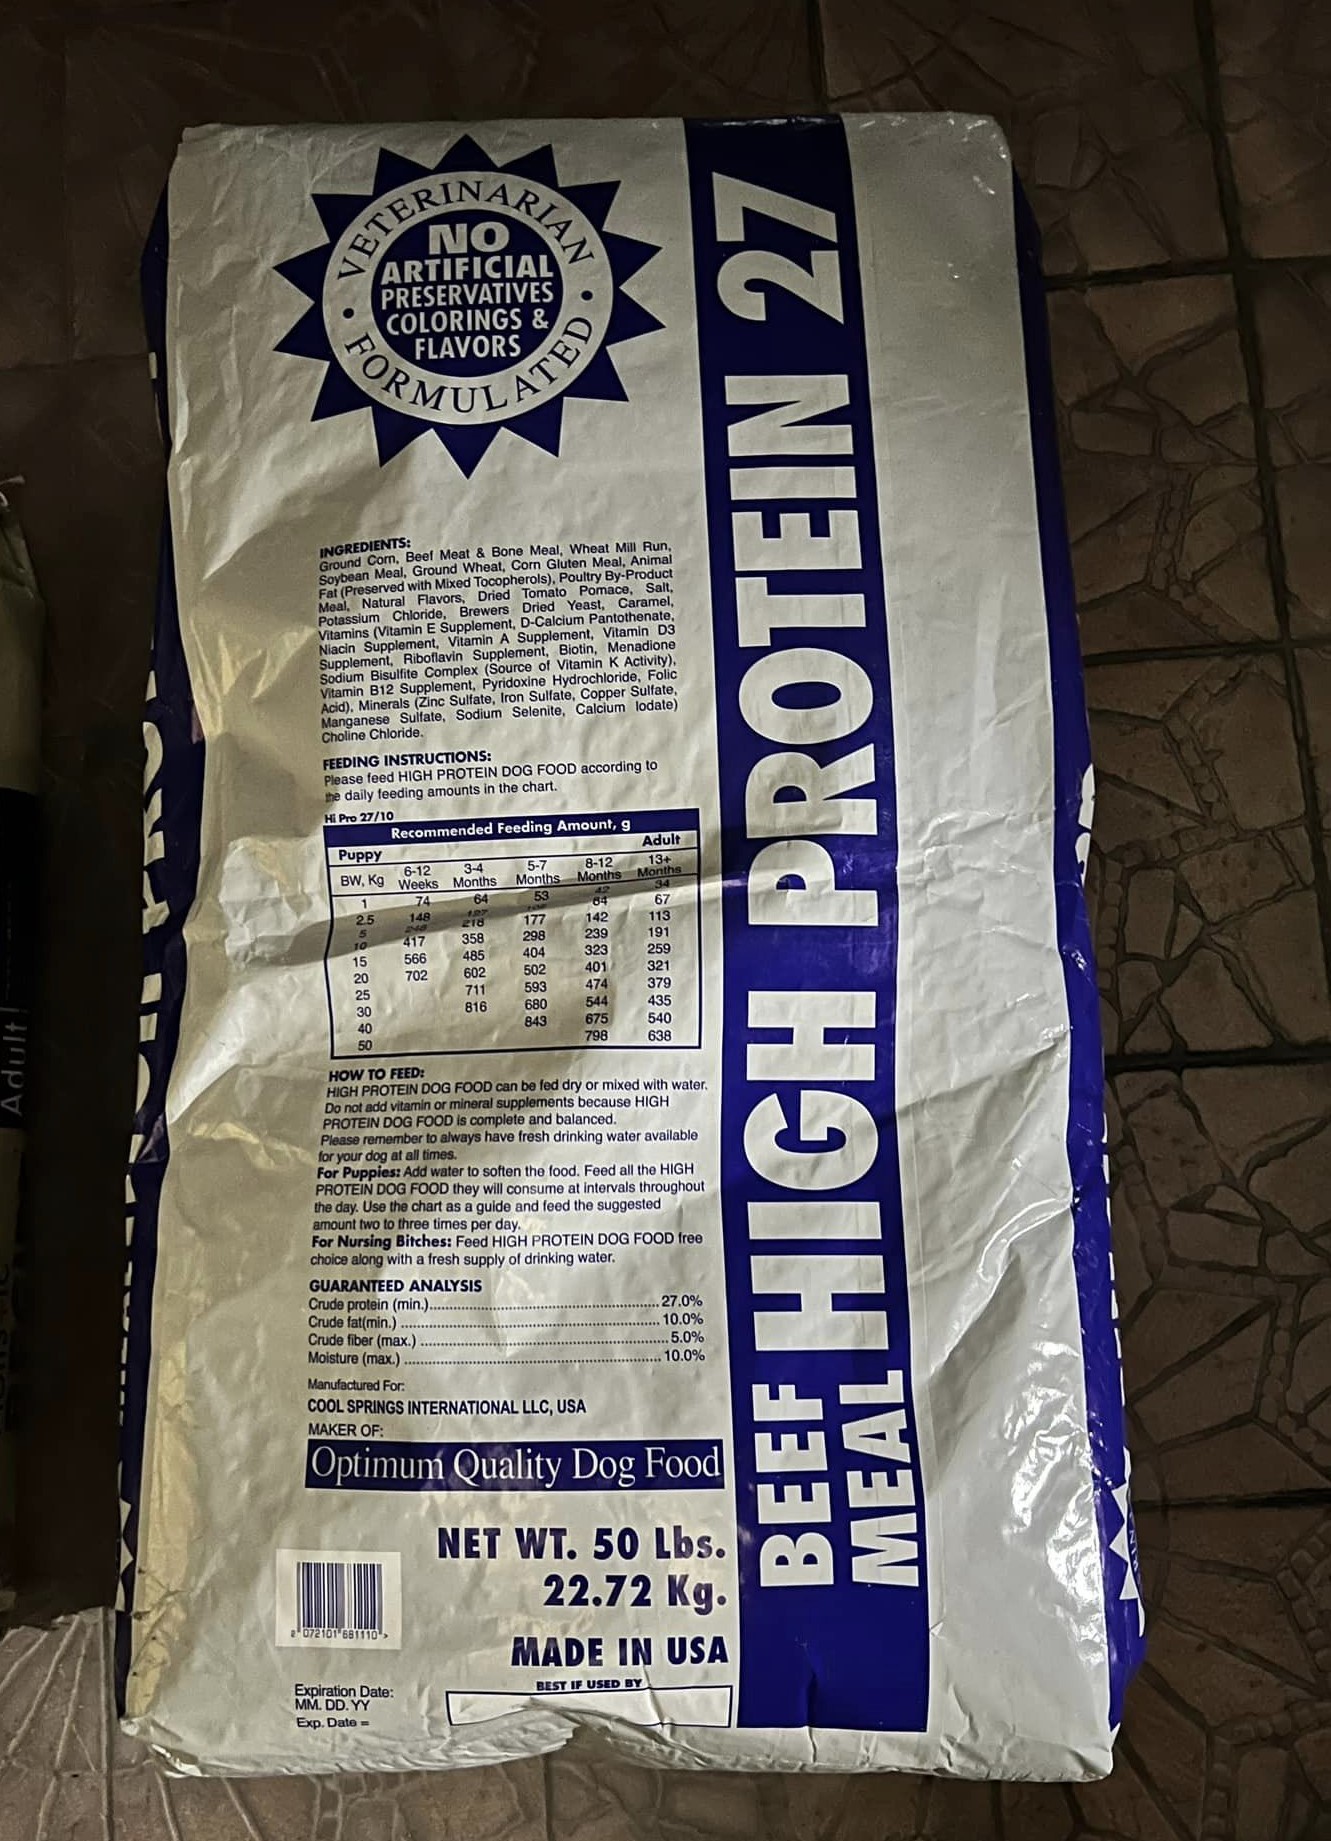 VETERINARIAN
FORMULATED
NO
ARTIFICIAL
PRESERVATIVES
COLORINGS &
FLAVORS
INGREDIENTS:
Ground Corn, Beef Meat & Bone Meal, Wheat Mill Run,
Soybean Meal, Ground Wheat, Corn Gluten Meal, Animal
Fat (Preserved with Mixed Tocopherols), Poultry By-Product
Meal, Natural Flavors, Dried Tomato Pomace, Salt,
Potassium Chloride, Brewers Dried Yeast, Caramel,
Vitamins (Vitamin E Supplement, D-Calcium Pantothenate,
Niacin Supplement, Vitamin A Supplement, Vitamin D3
Supplement, Riboflavin Supplement, Biotin, Menadione
Sodium Bisulfite Complex (Source of Vitamin K Activity),
Vitamin B12 Supplement, Pyridoxine Hydrochloride, Folic
Acid), Minerals (Zinc Sulfate, Iron Sulfate, Copper Sulfate,
Manganese Sulfate, Sodium Selenite, Calcium Iodate)
Choline Chloride.
FEEDING INSTRUCTIONS:
Please feed HIGH PROTEIN DOG FOOD according to
the daily feeding amounts in the chart.
Hi Pro 27/10
Recommended Feeding Amount, g
Puppy Adult
BW, Kg 6-12 Weeks 3-4 Months 5-7 Months 8-12 Months 13+ Months
1 74 64 53 42 34
2.5 148 127 84 67
5 218 177 142 113
10 417 358 298 239 191
15 566 485 404 323 259
20 702 602 502 401 321
25 711 593 474 379
30 816 680 544 435
40 843 675 540
50 798 638
HOW TO FEED:
HIGH PROTEIN DOG FOOD can be fed dry or mixed with water.
Do not add vitamin or mineral supplements because HIGH
PROTEIN DOG FOOD is complete and balanced.
Please remember to always have fresh drinking water available
for your dog at all times.
For Puppies: Add water to soften the food. Feed all the HIGH
PROTEIN DOG FOOD they will consume at intervals throughout
the day. Use the chart as a guide and feed the suggested
amount two to three times per day.
For Nursing Bitches: Feed HIGH PROTEIN DOG FOOD free
choice along with a fresh supply of drinking water.
GUARANTEED ANALYSIS
Crude protein (min.)........ 27.0%
Crude fat(min.) ........ 10.0%
Crude fiber (max.) ........ 5.0%
Moisture (max.) ........ 10.0%
Manufactured For:
COOL SPRINGS INTERNATIONAL LLC, USA
MAKER OF:
Optimum Quality Dog Food
NET WT. 50 Lbs.
22.72 Kg.
MADE IN USA
BEST IF USED BY
0 72101 68111 0 >
Expiration Date:
MM. DD. YY
Exp. Date =
BEEF HIGH PROTEIN 27
MEAL
Adult